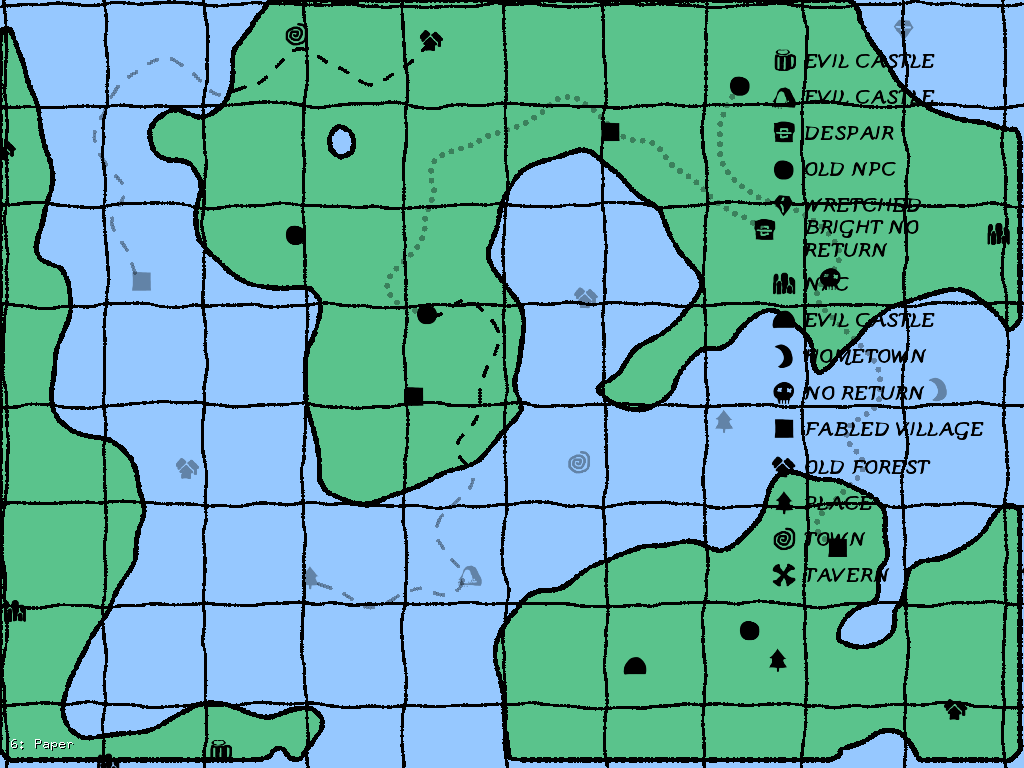 EVIL CASTLE
EVIL CASTLE
DESPAIR
OLD NPC
WRETCHED
BRIGHT NO
RETURN
NPC
EVIL CASTLE
HOMETOWN
NO RETURN
FABLED VILLAGE
OLD FOREST
PLACE
TOWN
TAVERN
6: Paper